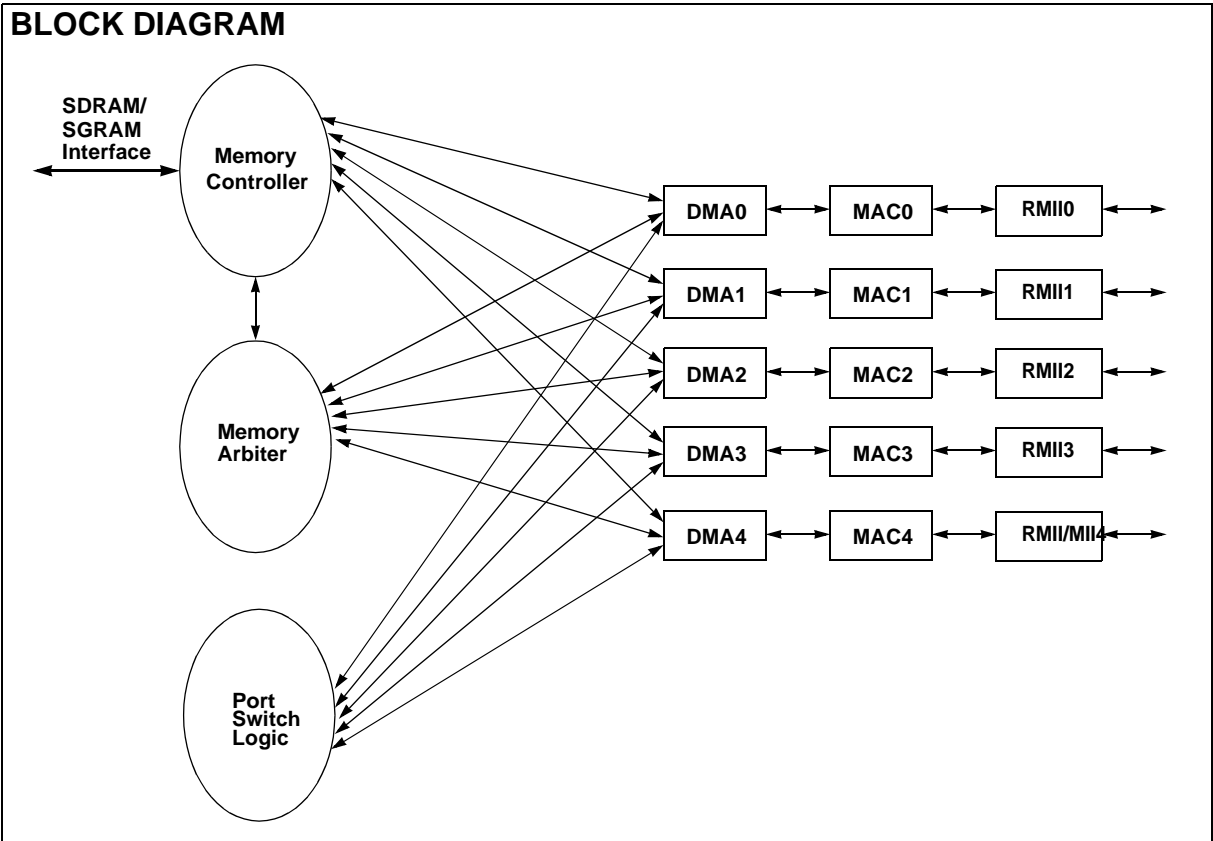 BLOCK DIAGRAM
SDRAM/
SGRAM
Interface
Memory
Controller
Memory
Arbiter
Port
Switch
Logic
DMA0
MAC0
RMII0
DMA1
MAC1
RMII1
DMA2
MAC2
RMII2
DMA3
MAC3
RMII3
DMA4
MAC4
RMII/MII4